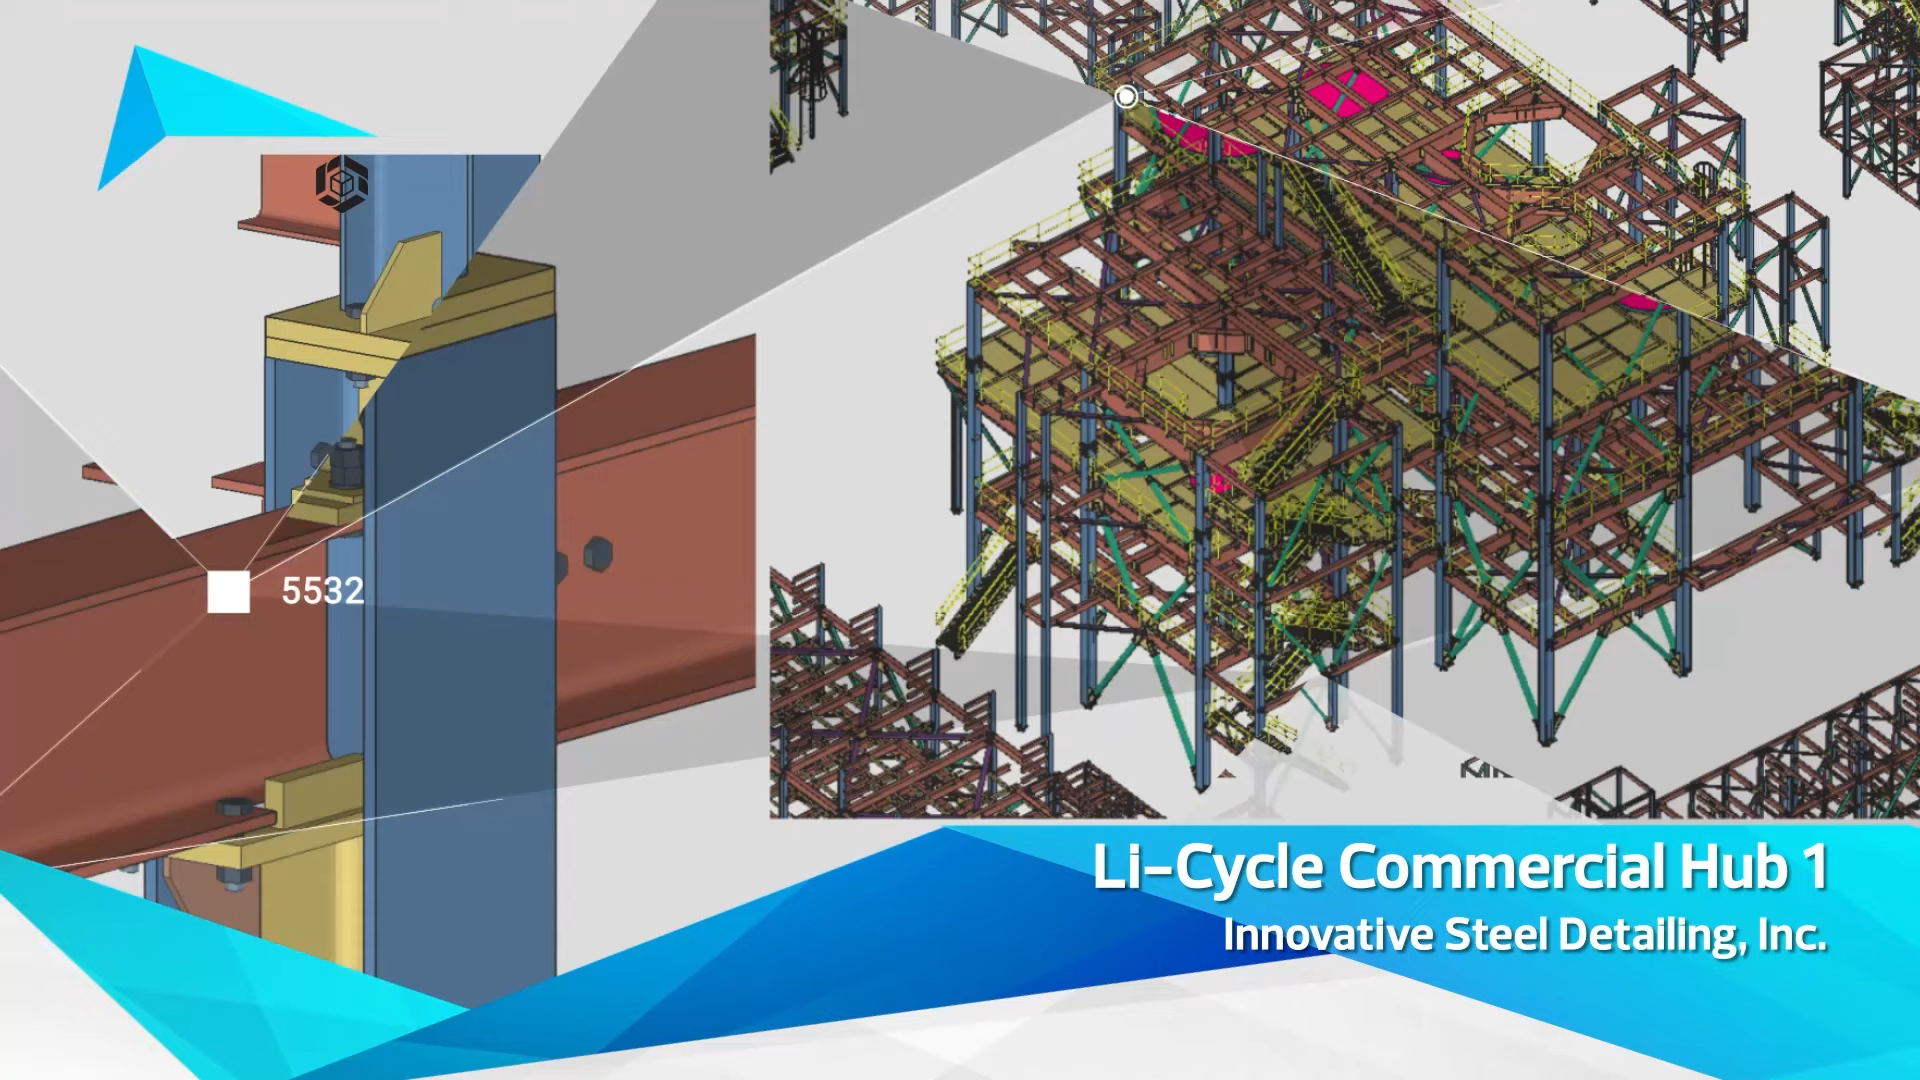 5532
Li-Cycle Commercial Hub 1
Innovative Steel Detailing, Inc.